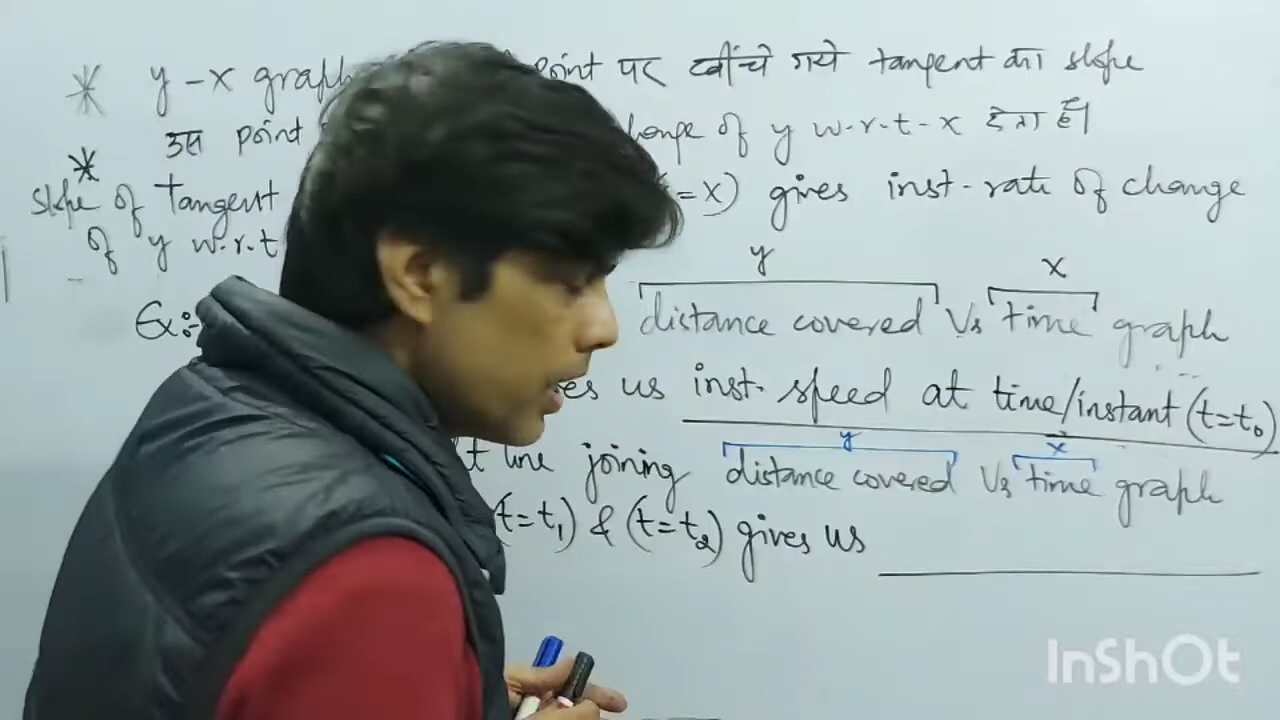 * y-x graph point पर खींचे गये tangent का slope
उस point change of y w.r.t-x देता है।
* slope of tangent =x) gives inst-rate of change
of y w.r.t
y x
Ex:- distance covered Vs time graph
es us inst. speed at time/instant (t=t₀)
y x
t line joining distance covered Vs time graph
(t=t₁) & (t=t₂) gives us
InShOt